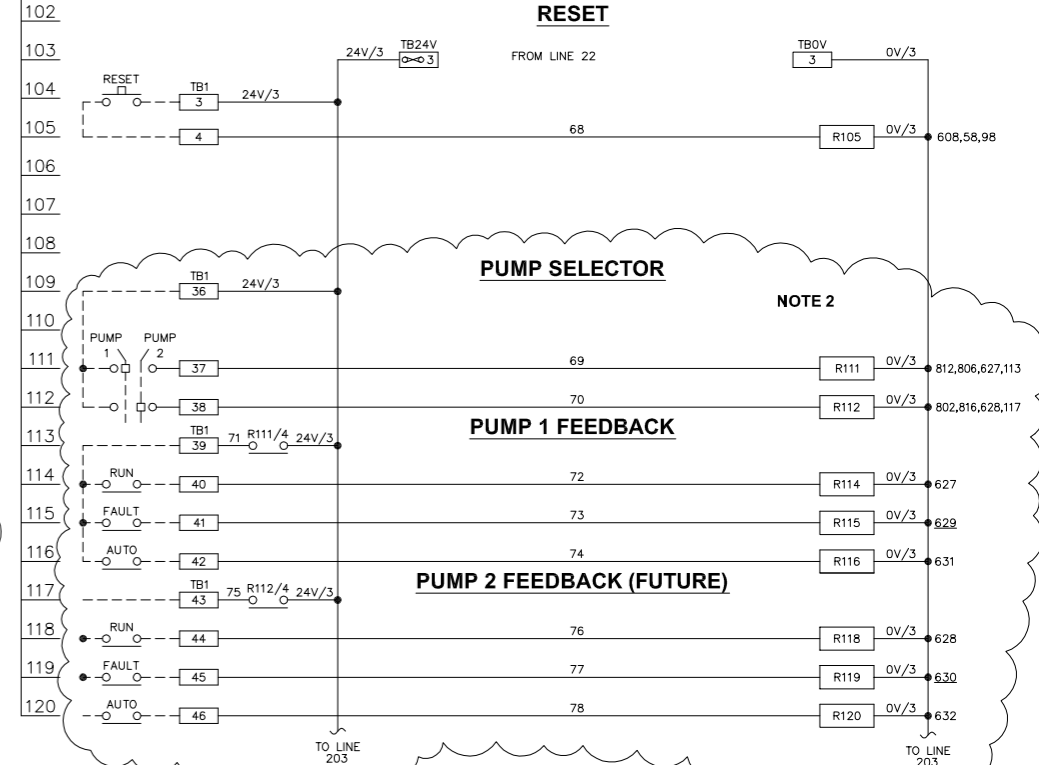 102 RESET
103 24V/3 TB24V 3 FROM LINE 22 TB0V 3 0V/3
104 RESET TB1 3 24V/3
105 4 68 R105 0V/3 608,58,98
106
107
108
PUMP SELECTOR
109 TB1 36 24V/3
NOTE 2
110
PUMP 1 PUMP 2
111 37 69 R111 0V/3 812,806,627,113
112 38 70 R112 0V/3 802,816,628,117
PUMP 1 FEEDBACK
113 TB1 39 71 R111/4 24V/3
114 RUN 40 72 R114 0V/3 627
115 FAULT 41 73 R115 0V/3 629
116 AUTO 42 74 R116 0V/3 631
PUMP 2 FEEDBACK (FUTURE)
117 TB1 43 75 R112/4 24V/3
118 RUN 44 76 R118 0V/3 628
119 FAULT 45 77 R119 0V/3 630
120 AUTO 46 78 R120 0V/3 632
TO LINE 203
TO LINE 203